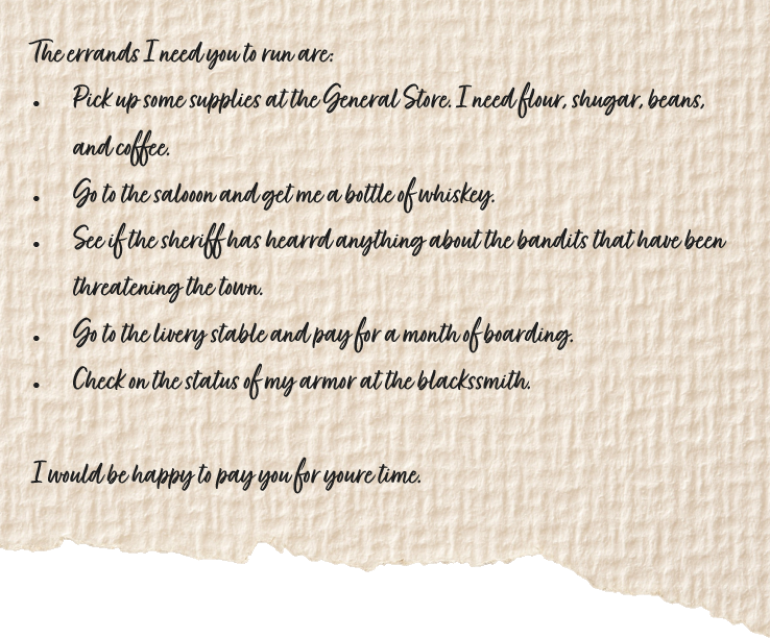 The errands I need you to run are:
• Pick up some supplies at the General Store. I need flour, shugar, beans,
and coffee.
• Go to the salooon and get me a bottle of whiskey.
• See if the sheriff has hearrd anything about the bandits that have been
threatening the town.
• Go to the livery stable and pay for a month of boarding.
• Check on the status of my armor at the blackssmith.
I would be happy to pay you for youre time.